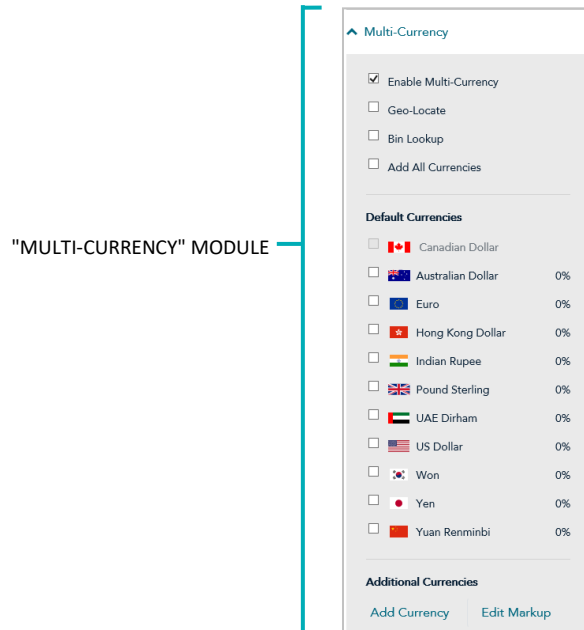 Multi-Currency
Enable Multi-Currency
Geo-Locate
Bin Lookup
Add All Currencies
Default Currencies
"MULTI-CURRENCY" MODULE
Canadian Dollar
Australian Dollar 0%
Euro 0%
Hong Kong Dollar 0%
Indian Rupee 0%
Pound Sterling 0%
UAE Dirham 0%
US Dollar 0%
Won 0%
Yen 0%
Yuan Renminbi 0%
Additional Currencies
Add Currency Edit Markup